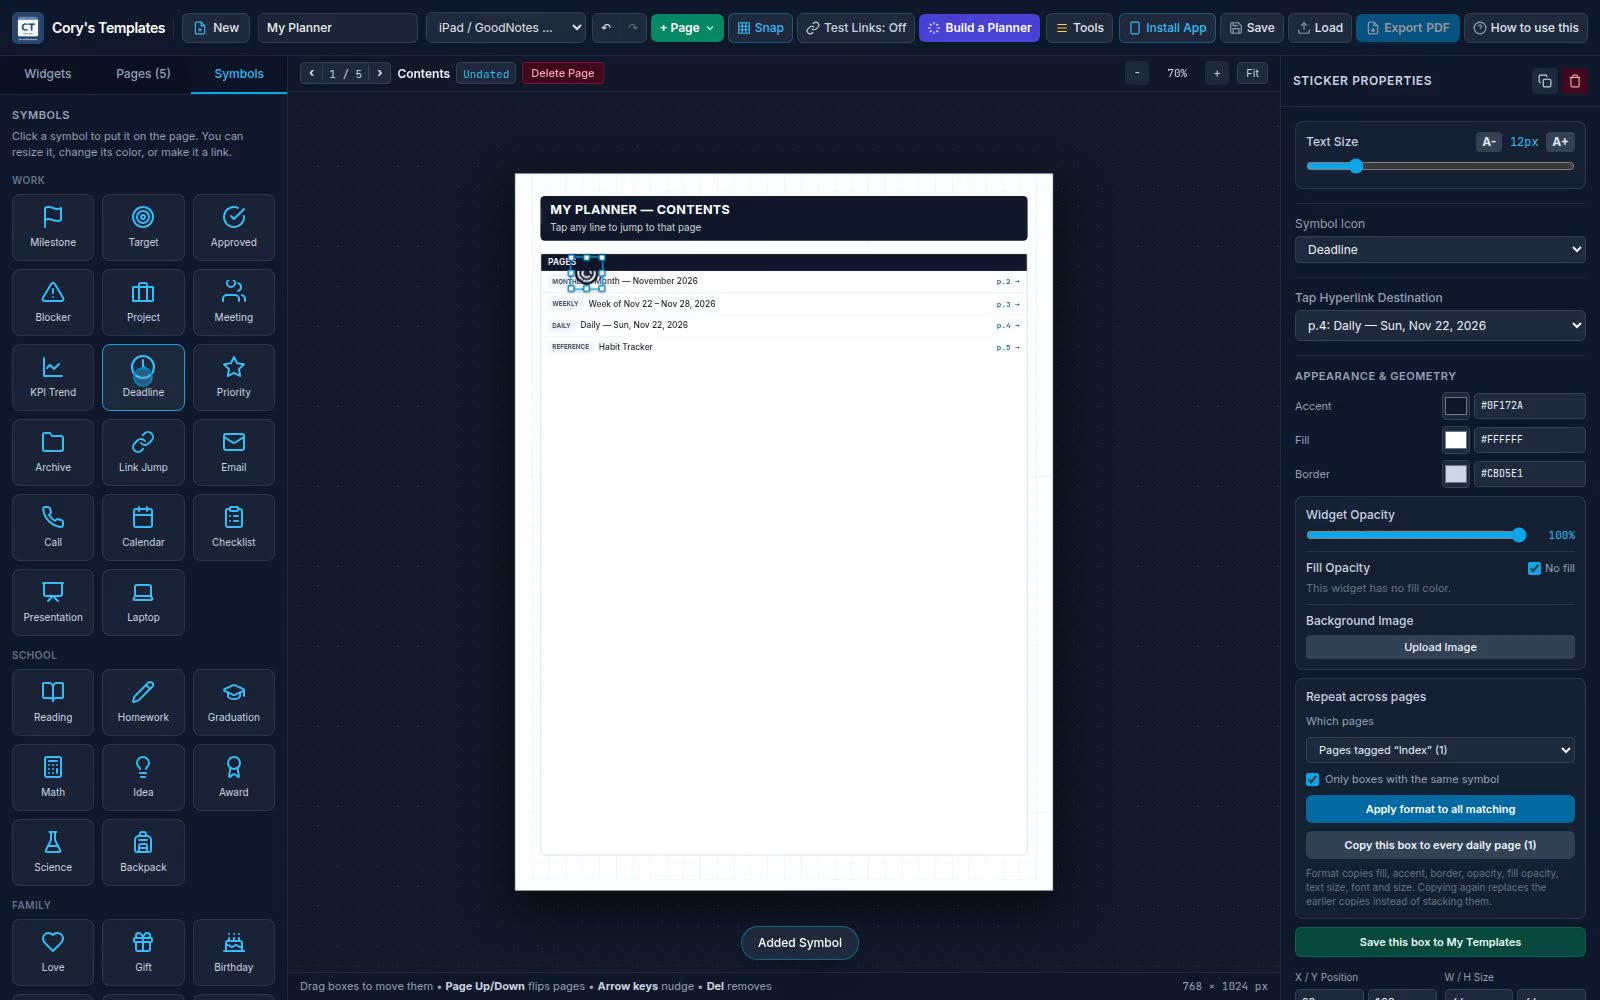 CT
Cory's Templates
New
My Planner
iPad / GoodNotes ...
+ Page
Snap
Test Links: Off
Build a Planner
Tools
Install App
Save
Load
Export PDF
How to use this
Widgets
Pages (5)
Symbols
1 / 5
Contents
Undated
Delete Page
-
70%
+
Fit
SYMBOLS
Click a symbol to put it on the page. You can
resize it, change its color, or make it a link.
WORK
Milestone
Target
Approved
Blocker
Project
Meeting
KPI Trend
Deadline
Priority
Archive
Link Jump
Email
Call
Calendar
Checklist
Presentation
Laptop
SCHOOL
Reading
Homework
Graduation
Math
Idea
Award
Science
Backpack
FAMILY
Love
Gift
Birthday
MY PLANNER — CONTENTS
Tap any line to jump to that page
PAGES
Month — November 2026
p.2 →
WEEKLY
Week of Nov 22 – Nov 28, 2026
p.3 →
DAILY
Daily — Sun, Nov 22, 2026
p.4 →
REFERENCE
Habit Tracker
p.5 →
Added Symbol
Drag boxes to move them • Page Up/Down flips pages • Arrow keys nudge • Del removes
768 × 1024 px
STICKER PROPERTIES
Text Size
A-
12px
A+
Symbol Icon
Deadline
Tap Hyperlink Destination
p.4: Daily — Sun, Nov 22, 2026
APPEARANCE & GEOMETRY
Accent
#0F172A
Fill
#FFFFFF
Border
#CBD5E1
Widget Opacity
100%
Fill Opacity
No fill
This widget has no fill color.
Background Image
Upload Image
Repeat across pages
Which pages
Pages tagged “Index” (1)
Only boxes with the same symbol
Apply format to all matching
Copy this box to every daily page (1)
Format copies fill, accent, border, opacity, fill opacity,
text size, font and size. Copying again replaces the
earlier copies instead of stacking them.
Save this box to My Templates
X / Y Position
W / H Size